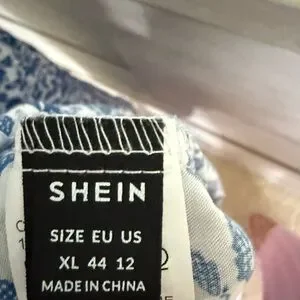 SHEIN
SIZE EU US
XL 44 12
MADE IN CHINA